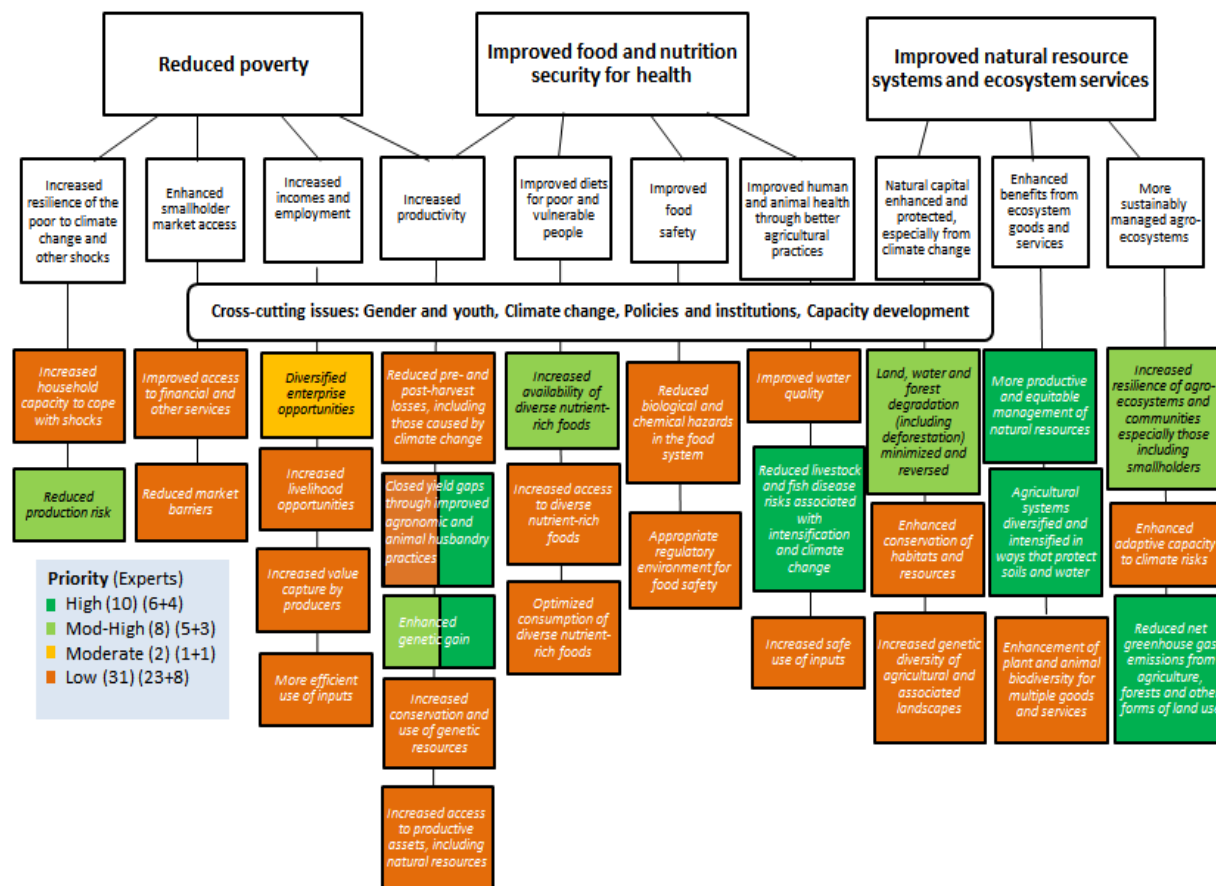 Reduced poverty
Improved food and nutrition
security for health
Improved natural resource
systems and ecosystem services
Increased
resilience of the
poor to climate
change and
other shocks
Enhanced
smallholder
market access
Increased
incomes and
employment
Increased
productivity
Improved diets
for poor and
vulnerable
people
Improved
food
safety
Improved human
and animal health
through better
agricultural
practices
Natural capital
enhanced and
protected,
especially from
climate change
Enhanced
benefits from
ecosystem
goods and
services
More
sustainably
managed agro-
ecosystems
Cross-cutting issues: Gender and youth, Climate change, Policies and institutions, Capacity development
Increased
household
capacity to cope
with shocks
Reduced
production risk
Improved access
to financial and
other services
Reduced market
barriers
Diversified
enterprise
opportunities
Increased
livelihood
opportunities
Increased value
capture by
producers
More efficient
use of inputs
Reduced pre- and
post-harvest
losses, including
those caused by
climate change
Closed yield gaps
through improved
agronomic and
animal husbandry
practices
Enhanced
genetic gain
Increased
conservation and
use of genetic
resources
Increased access
to productive
assets, including
natural resources
Increased
availability of
diverse nutrient-
rich foods
Increased access
to diverse
nutrient-rich
foods
Optimized
consumption of
diverse nutrient-
rich foods
Reduced
biological and
chemical hazards
in the food
system
Appropriate
regulatory
environment for
food safety
Improved water
quality
Reduced livestock
and fish disease
risks associated
with
intensification
and climate
change
Increased safe
use of inputs
Land, water and
forest
degradation
(including
deforestation)
minimized and
reversed
Enhanced
conservation of
habitats and
resources
Increased genetic
diversity of
agricultural and
associated
landscapes
More productive
and equitable
management of
natural resources
Agricultural
systems
diversified and
intensified in
ways that protect
soils and water
Enhancement of
plant and animal
biodiversity for
multiple goods
and services
Increased
resilience of agro-
ecosystems and
communities
especially those
including
smallholders
Enhanced
adaptive capacity
to climate risks
Reduced net
greenhouse gas
emissions from
agriculture,
forests and other
forms of land use
Priority (Experts)
High (10) (6+4)
Mod-High (8) (5+3)
Moderate (2) (1+1)
Low (31) (23+8)